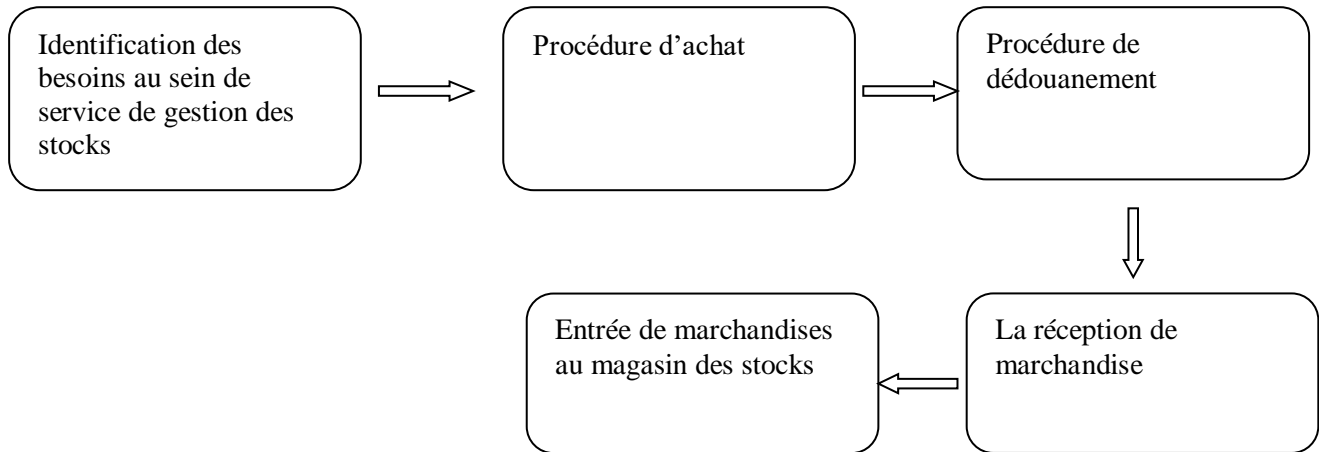 Identification des
besoins au sein de
service de gestion des
stocks
Procédure d’achat
Procédure de
dédouanement
La réception de
marchandise
Entrée de marchandises
au magasin des stocks